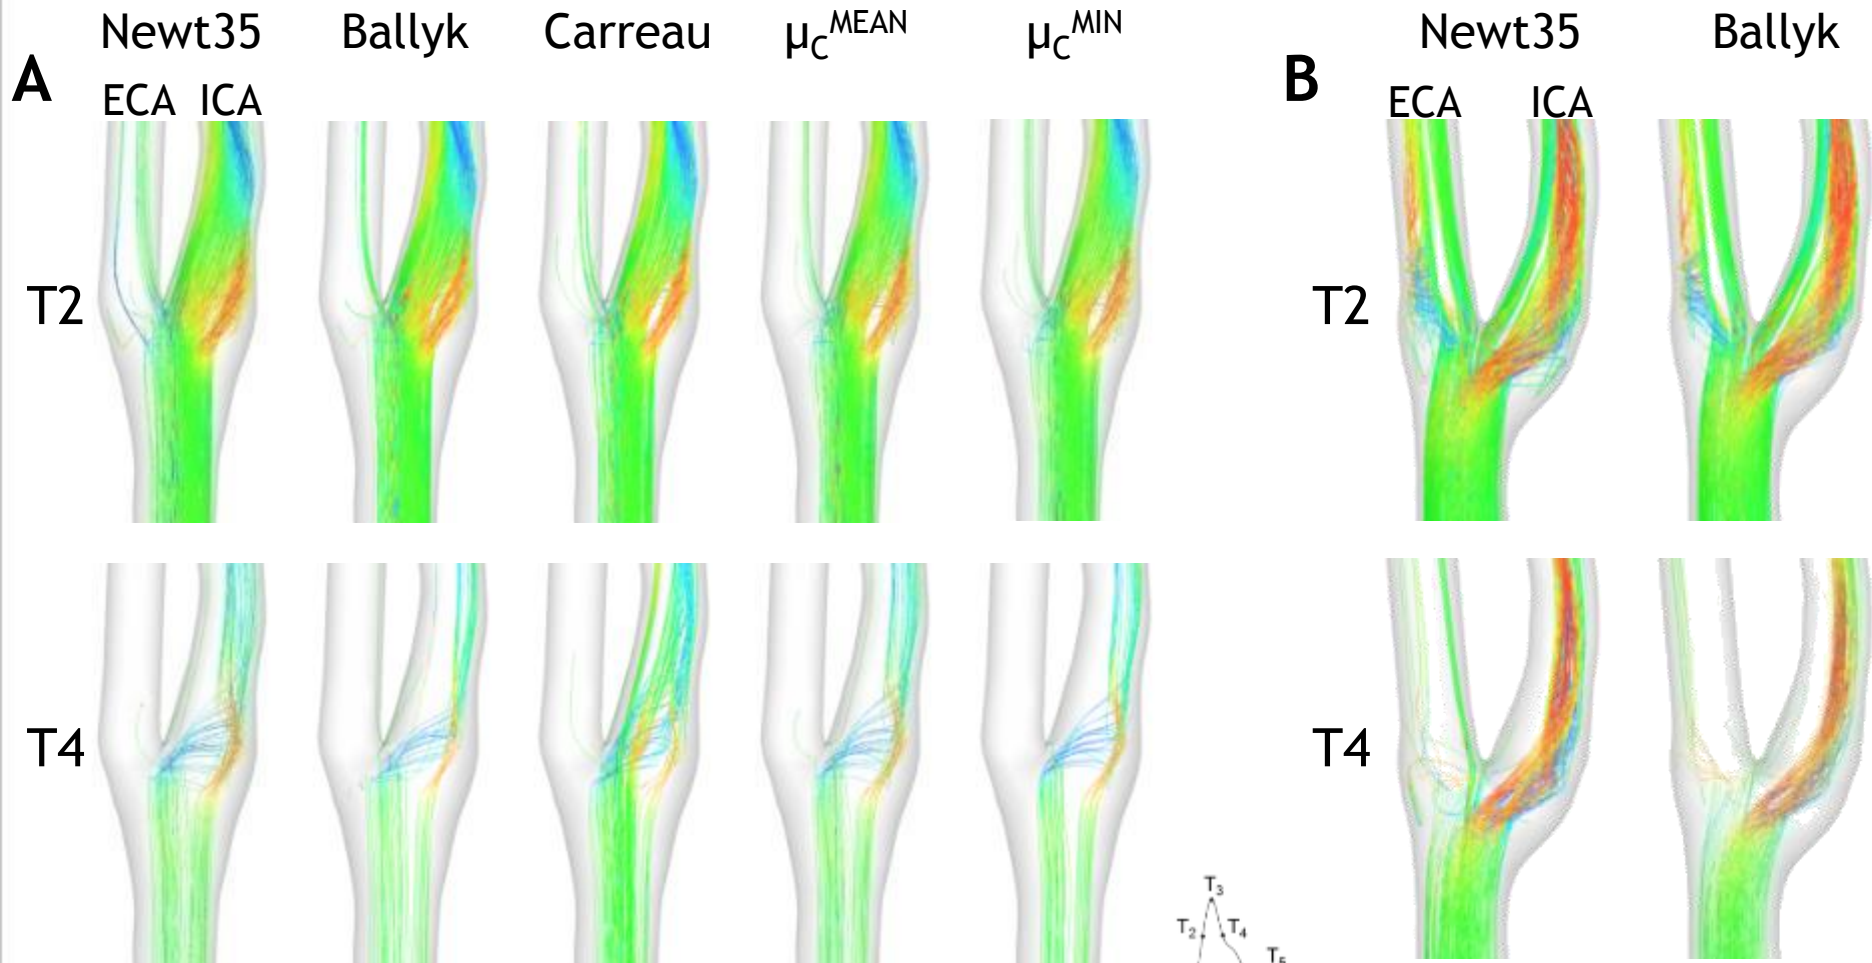 Newt35 Ballyk Carreau μC^MEAN μC^MIN Newt35 Ballyk
A B
ECA ICA ECA ICA
T2 T2
T4 T4
T3
T2 T4
T5